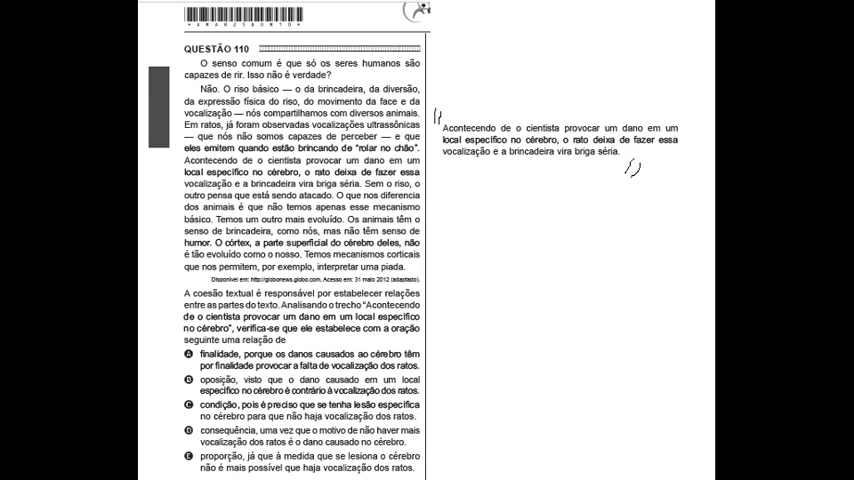 *AMAR25DOM10*
QUESTÃO 110
O senso comum é que só os seres humanos são
capazes de rir. Isso não é verdade?
Não. O riso básico — o da brincadeira, da diversão,
da expressão física do riso, do movimento da face e da
vocalização — nós compartilhamos com diversos animais.
Em ratos, já foram observadas vocalizações ultrassônicas
— que nós não somos capazes de perceber — e que
eles emitem quando estão brincando de “rolar no chão”.
Acontecendo de o cientista provocar um dano em um
local específico no cérebro, o rato deixa de fazer essa
vocalização e a brincadeira vira briga séria. Sem o riso, o
outro pensa que está sendo atacado. O que nos diferencia
dos animais é que não temos apenas esse mecanismo
básico. Temos um outro mais evoluído. Os animais têm o
senso de brincadeira, como nós, mas não têm senso de
humor. O córtex, a parte superficial do cérebro deles, não
é tão evoluído como o nosso. Temos mecanismos corticais
que nos permitem, por exemplo, interpretar uma piada.
Disponível em: http://globonews.globo.com. Acesso em: 31 maio 2012 (adaptado).
A coesão textual é responsável por estabelecer relações
entre as partes do texto. Analisando o trecho “Acontecendo
de o cientista provocar um dano em um local específico
no cérebro”, verifica-se que ele estabelece com a oração
seguinte uma relação de
A finalidade, porque os danos causados ao cérebro têm
por finalidade provocar a falta de vocalização dos ratos.
B oposição, visto que o dano causado em um local
específico no cérebro é contrário à vocalização dos ratos.
C condição, pois é preciso que se tenha lesão específica
no cérebro para que não haja vocalização dos ratos.
D consequência, uma vez que o motivo de não haver mais
vocalização dos ratos é o dano causado no cérebro.
E proporção, já que à medida que se lesiona o cérebro
não é mais possível que haja vocalização dos ratos.
Acontecendo de o cientista provocar um dano em um
local específico no cérebro, o rato deixa de fazer essa
vocalização e a brincadeira vira briga séria.